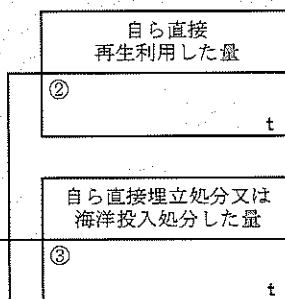 自ら直接
再生利用した量
②
t
自ら直接埋立処分又は
海洋投入処分した量
③
t